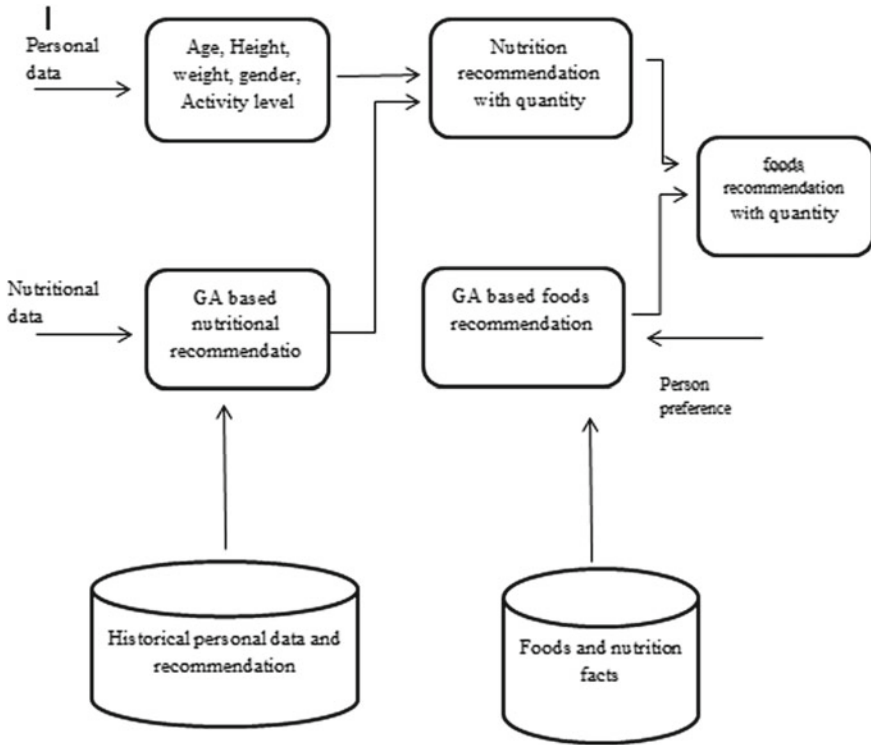 Personal
data
Age, Height,
weight, gender,
Activity level
Nutrition
recommendation
with quantity
foods
recommendation
with quantity
Nutritional
data
GA based
nutritional
recommendatio
GA based foods
recommendation
Person
preference
Historical personal data and
recommendation
Foods and nutrition
facts